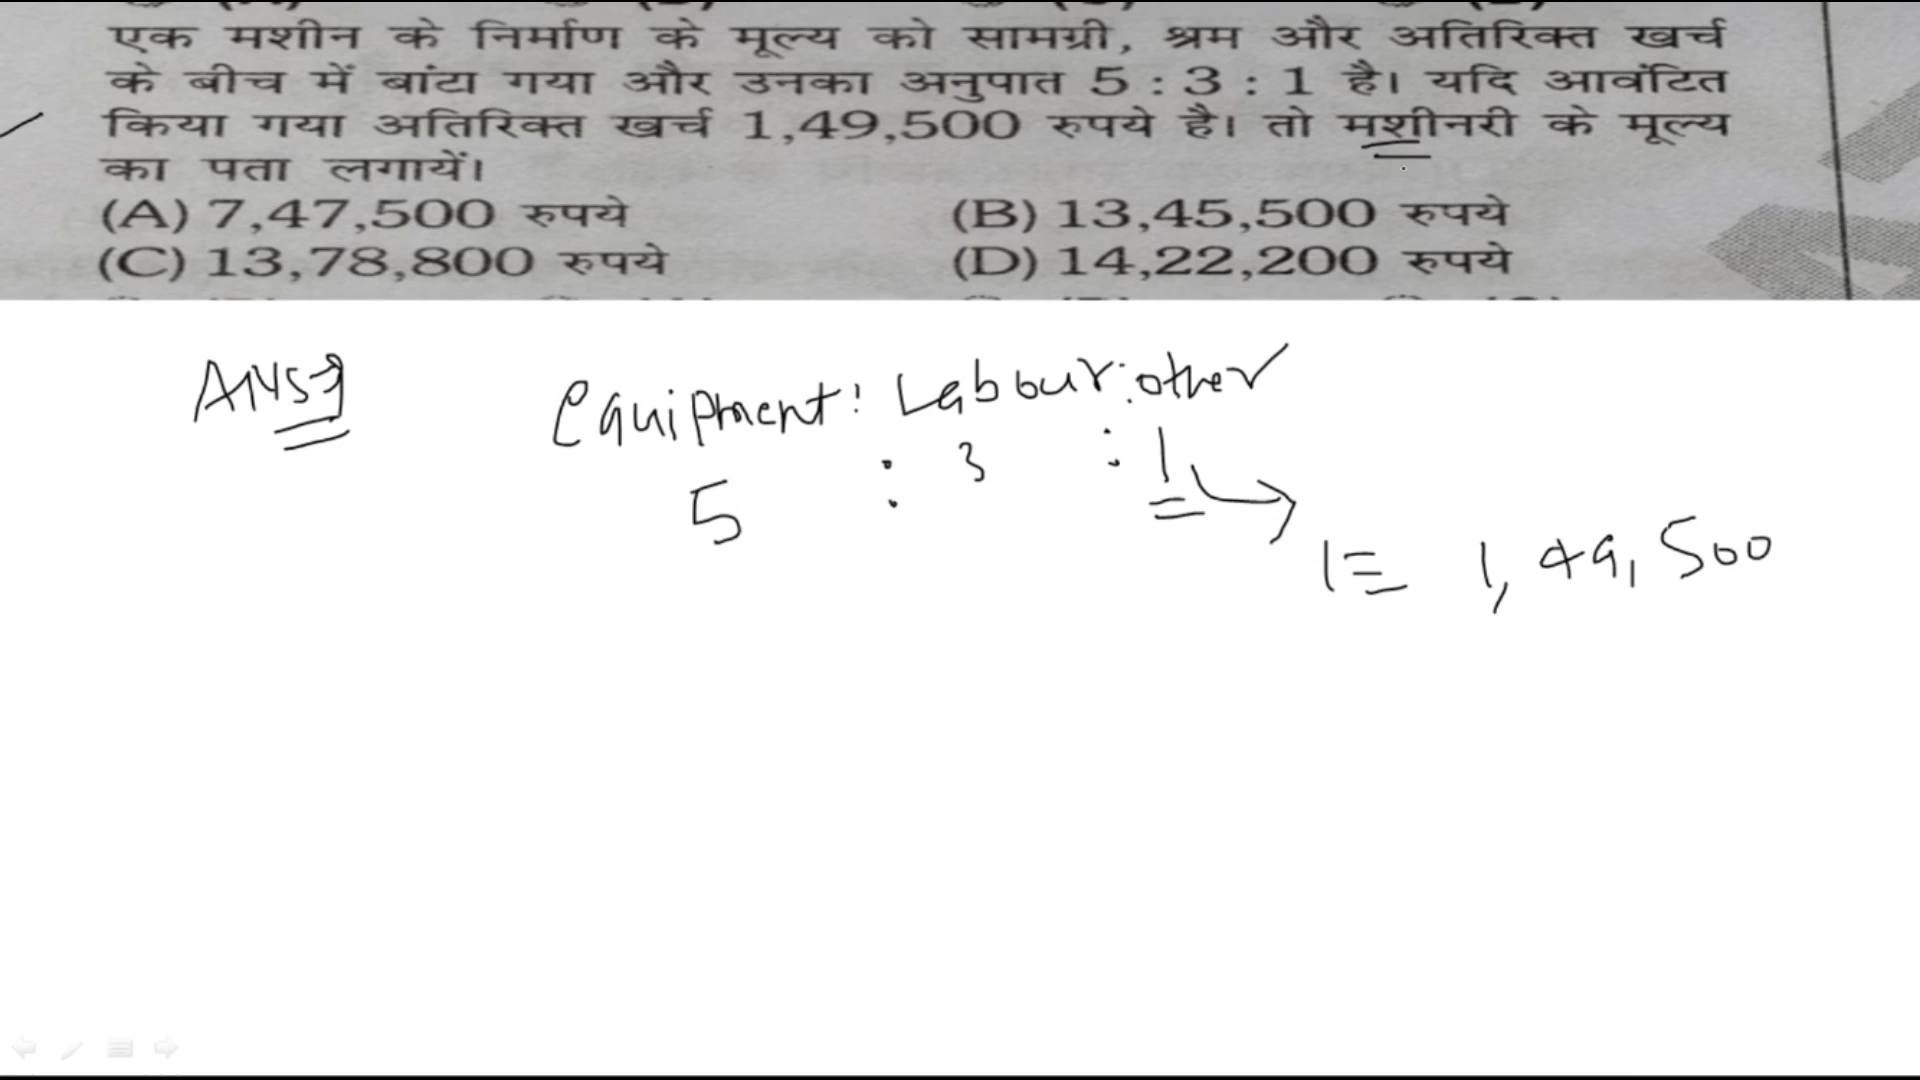 एक मशीन के निर्माण के मूल्य को सामग्री, श्रम और अतिरिक्त खर्च
के बीच में बांटा गया और उनका अनुपात 5 : 3 : 1 है। यदि आवंटित
किया गया अतिरिक्त खर्च 1,49,500 रुपये है। तो मशीनरी के मूल्य
का पता लगायें।
(A) 7,47,500 रुपये (B) 13,45,500 रुपये
(C) 13,78,800 रुपये (D) 14,22,200 रुपये
Ans→ Equipment : Labour : other
5 : 3 : 1
1 = 1,49,500